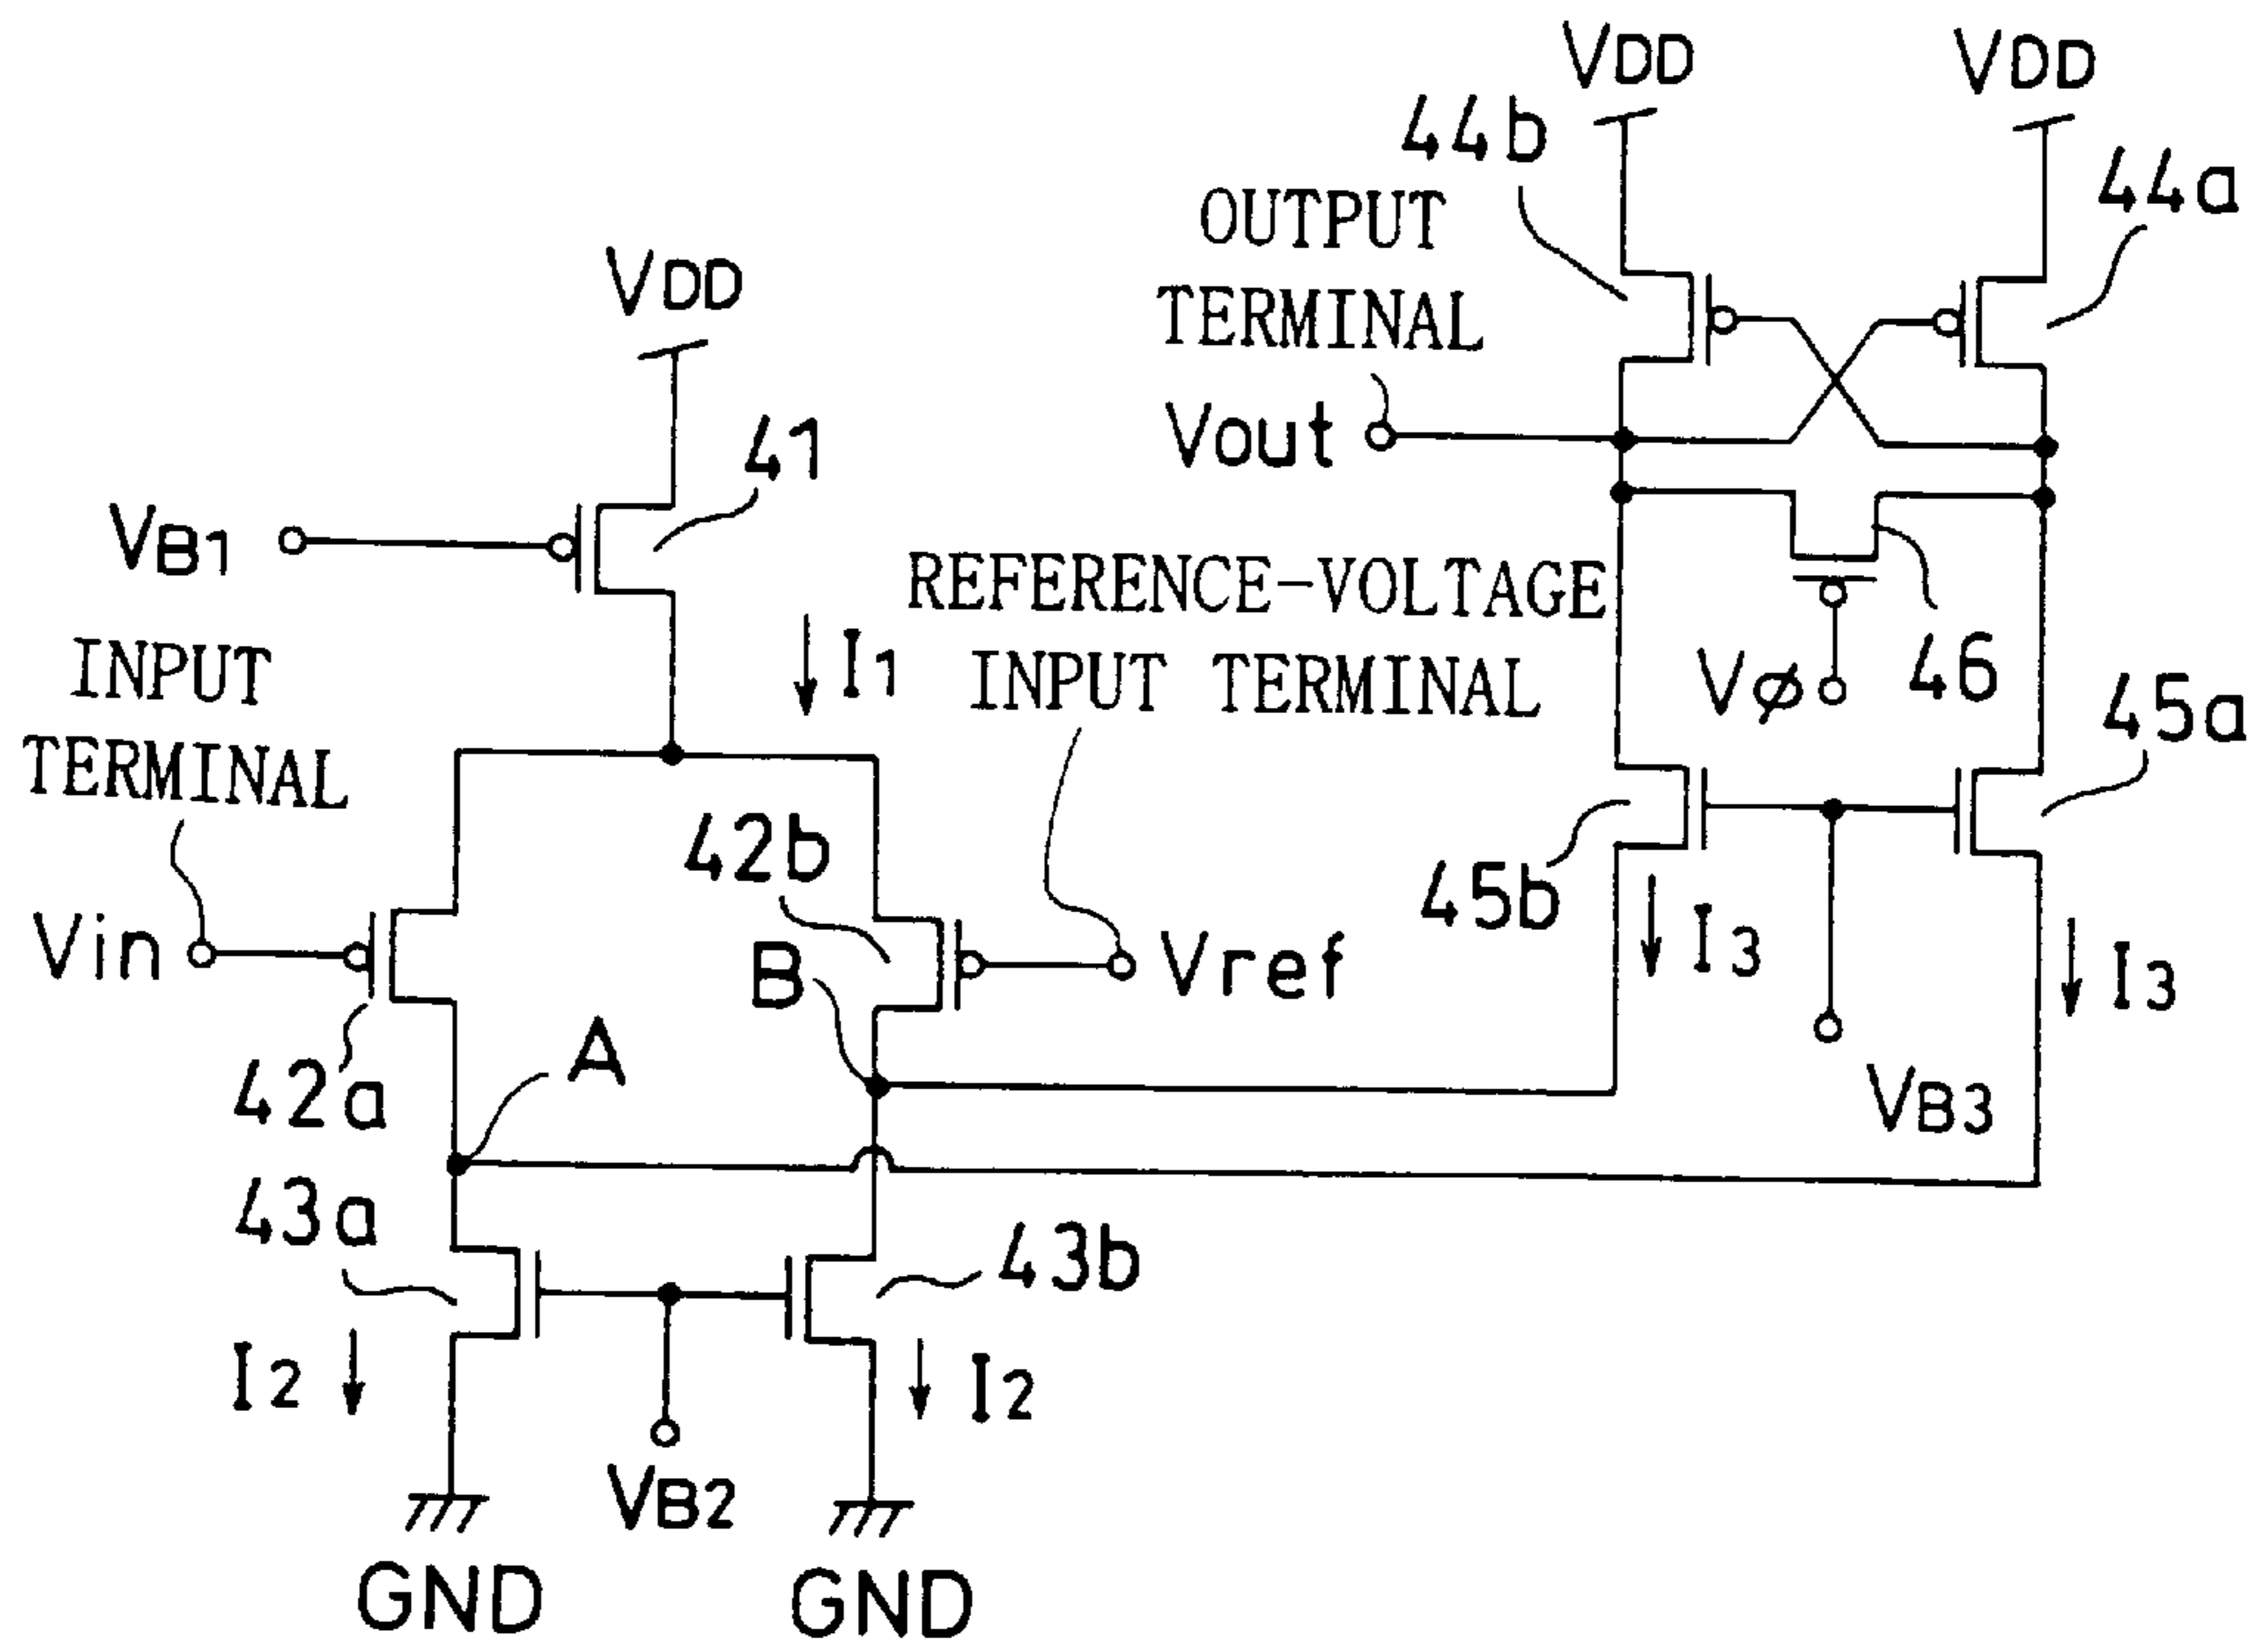 VDD
VDD
44b
44a
OUTPUT
TERMINAL
VDD
Vout
41
VB1
REFERENCE-VOLTAGE
INPUT TERMINAL
I1
INPUT
TERMINAL
Vø
46
45a
42b
45b
Vin
B
Vref
I3
I3
A
42a
VB3
43a
43b
I2
I2
VB2
GND
GND